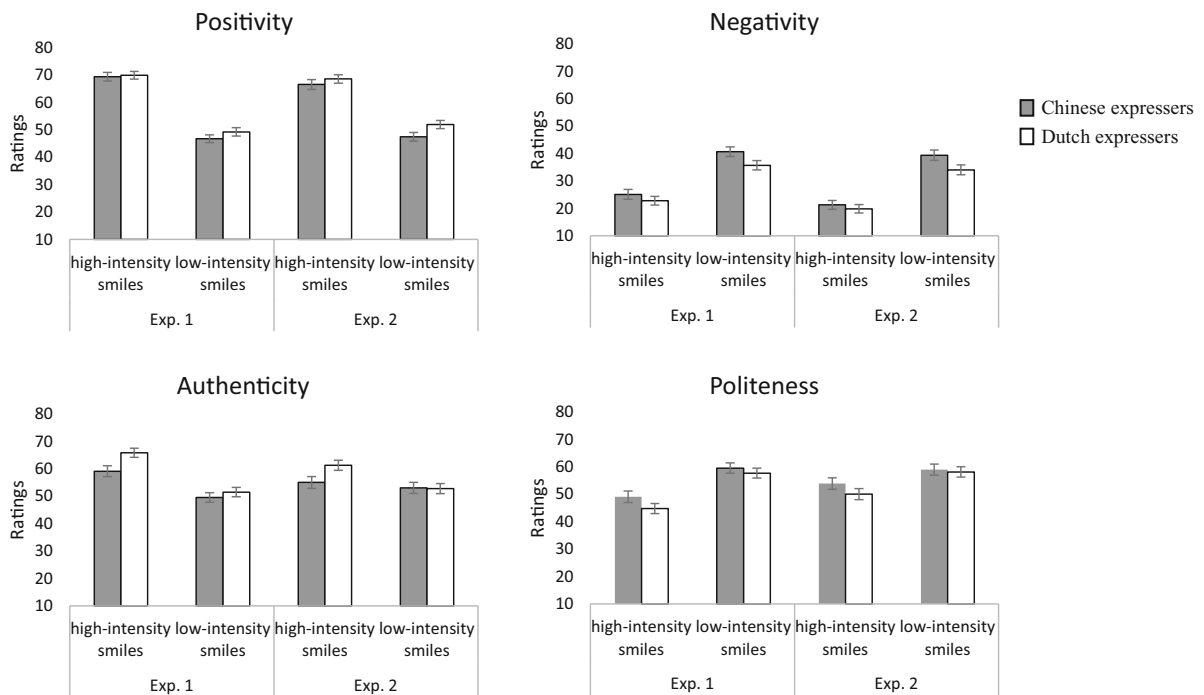 Positivity
80
70
60
50
40
30
20
10
Ratings
high-intensity low-intensity high-intensity low-intensity
smiles smiles smiles smiles
Exp. 1 Exp. 2
Negativity
80
70
60
50
40
30
20
10
Ratings
high-intensity low-intensity high-intensity low-intensity
smiles smiles smiles smiles
Exp. 1 Exp. 2
Chinese expressers
Dutch expressers
Authenticity
80
70
60
50
40
30
20
10
Ratings
high-intensity low-intensity high-intensity low-intensity
smiles smiles smiles smiles
Exp. 1 Exp. 2
Politeness
80
70
60
50
40
30
20
10
Ratings
high-intensity low-intensity high-intensity low-intensity
smiles smiles smiles smiles
Exp. 1 Exp. 2